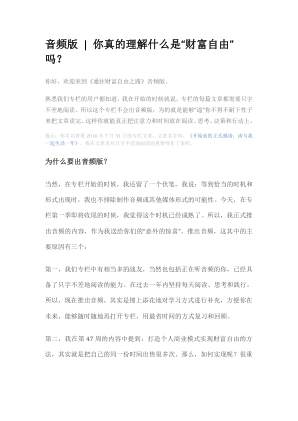 音频版 | 你真的理解什么是“财富自由”
吗？
你好，欢迎来到《通往财富自由之路》音频版。
熟悉我们专栏的用户都知道，我在开始的时候就说，专栏的每篇文章都需要只字
不差地阅读，所以这个专栏不会出音频版，为的就是能够“逼”你不得不耐下性子
来把文章读完，这样你就能真正把注意力和时间放在阅读、思考、决策和行动上。
当然，在专栏开始的时候，我还留了一个伏笔，我说：等到恰当的时机和
形式出现时，我也不排除制作音频或其他媒体形式的可能性。今天，在专
栏第一季即将收尾的时候，我觉得这个时机已经成熟了。所以，我正式推
出音频的内容，作为我送给你们的“意外的惊喜”。推出音频，这其中的主
要原因有三个：
为什么要出音频版？
第一，我们专栏中有相当多的战友，当然也包括正在听音频的你，已经具
备了只字不差地阅读的能力，在过去一年内坚持每天阅读、思考和践行。
所以，现在推出音频，其实是锦上添花地对学习方式进行补充，方便你在
未来，能够随时随地再打开专栏，用最省时间的方式复习和回顾。
第二，我在第 47 周的内容中提到，打造个人商业模式实现财富自由的方
法，其实就是把自己的同一份时间出售很多次。那么，如何实现呢？很重